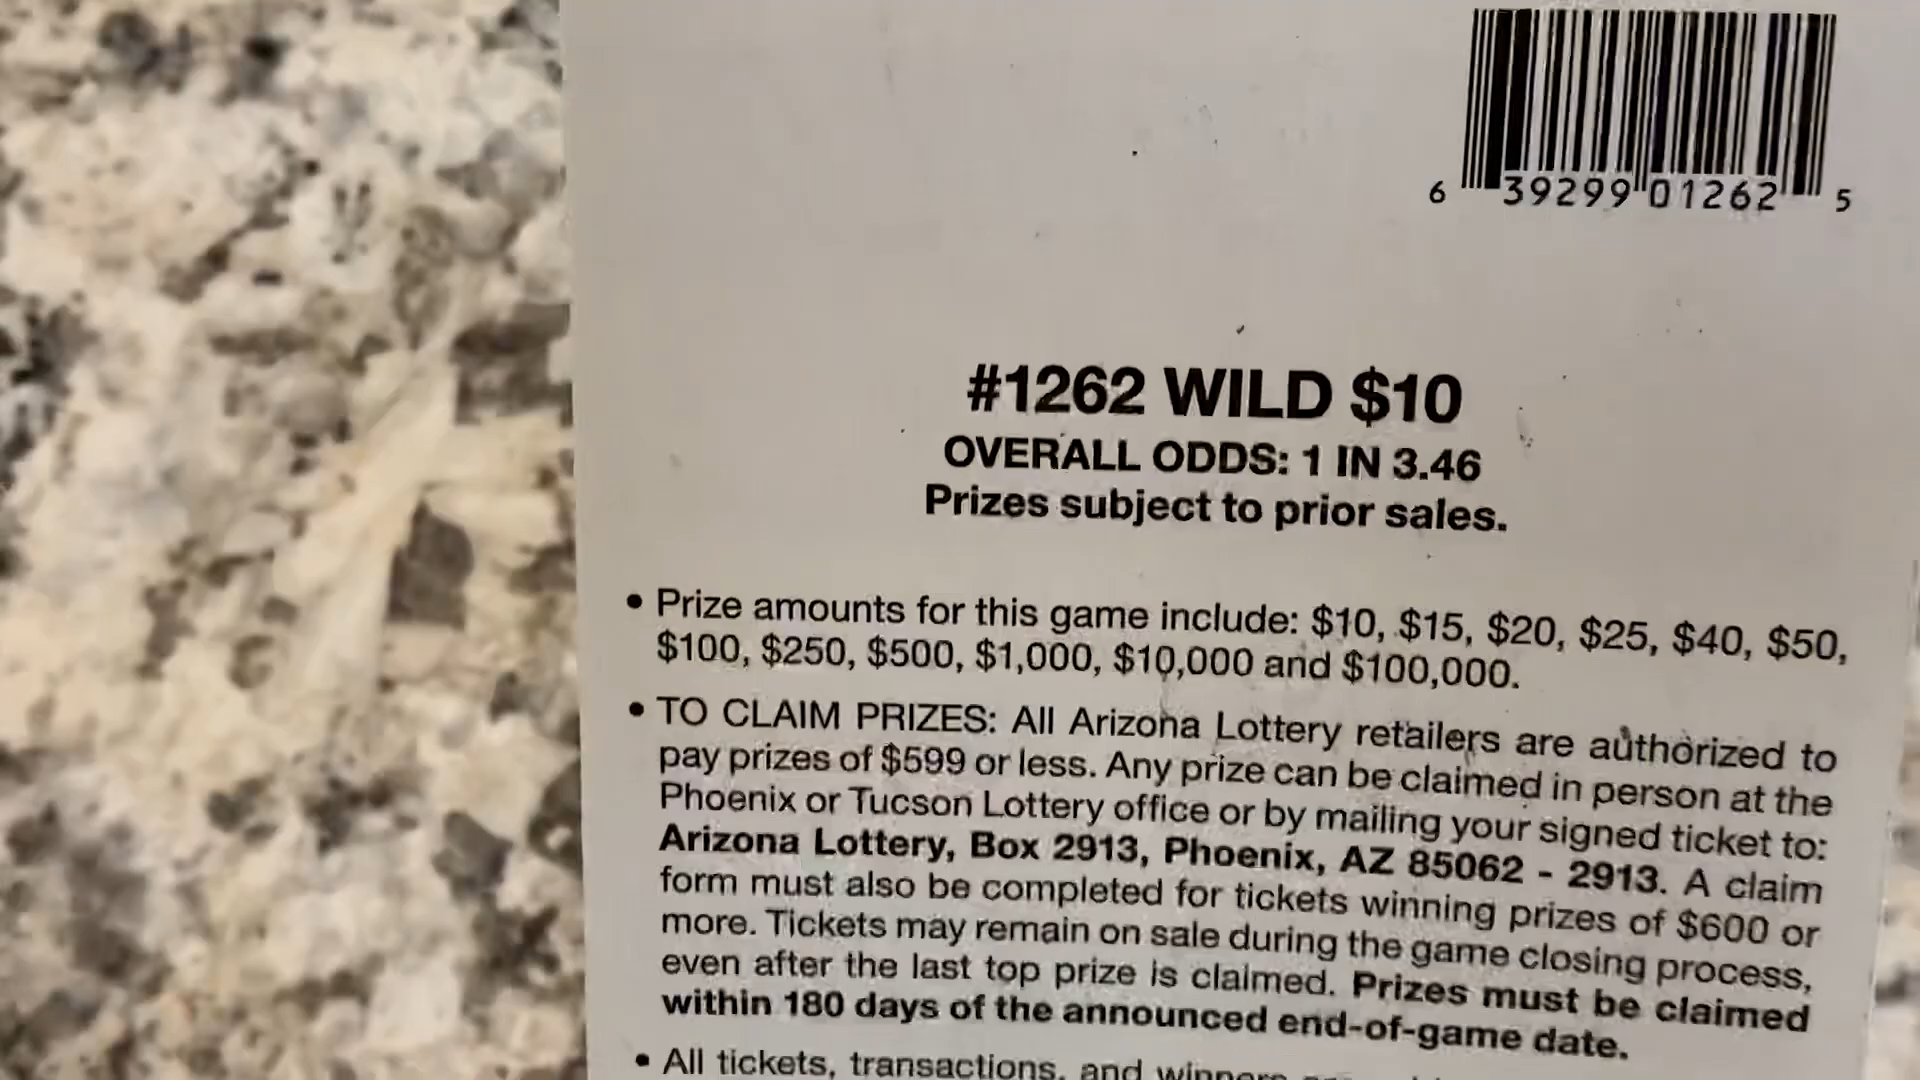 6 39299 01262 5
#1262 WILD $10
OVERALL ODDS: 1 IN 3.46
Prizes subject to prior sales.
• Prize amounts for this game include: $10, $15, $20, $25, $40, $50,
$100, $250, $500, $1,000, $10,000 and $100,000.
• TO CLAIM PRIZES: All Arizona Lottery retailers are authorized to
pay prizes of $599 or less. Any prize can be claimed in person at the
Phoenix or Tucson Lottery office or by mailing your signed ticket to:
Arizona Lottery, Box 2913, Phoenix, AZ 85062 - 2913. A claim
form must also be completed for tickets winning prizes of $600 or
more. Tickets may remain on sale during the game closing process,
even after the last top prize is claimed. Prizes must be claimed
within 180 days of the announced end-of-game date.
• All tickets, transactions, and winners